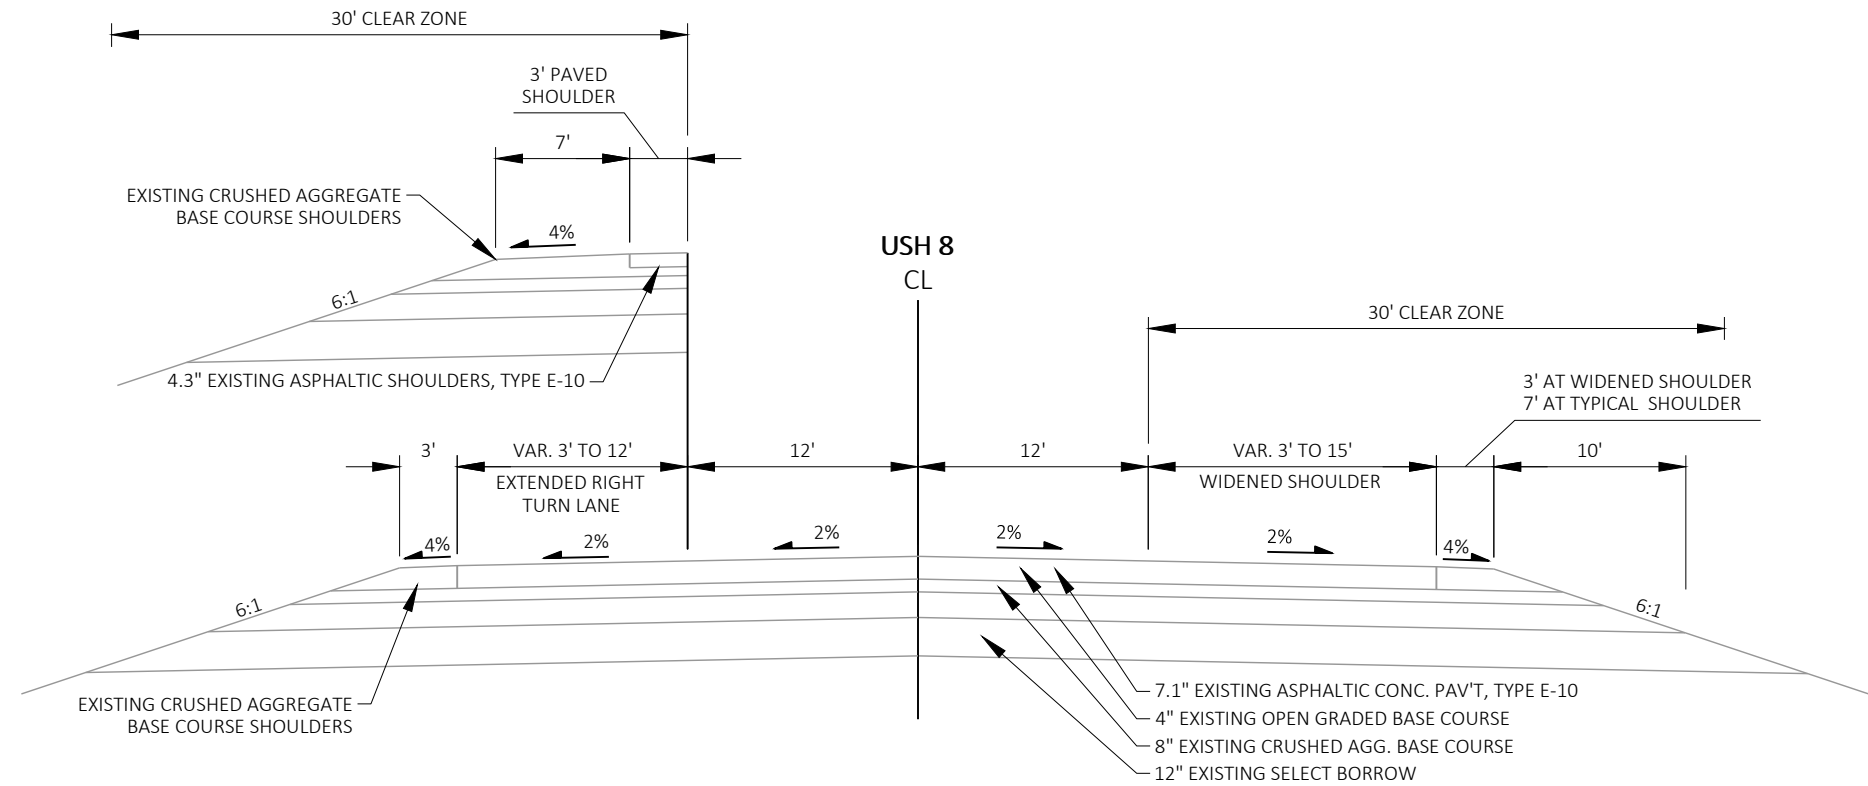 30' CLEAR ZONE
3' PAVED
SHOULDER
7'
EXISTING CRUSHED AGGREGATE
BASE COURSE SHOULDERS
4%
6:1
4.3" EXISTING ASPHALTIC SHOULDERS, TYPE E-10
USH 8
CL
30' CLEAR ZONE
3' AT WIDENED SHOULDER
7' AT TYPICAL SHOULDER
3'
VAR. 3' TO 12'
EXTENDED RIGHT
TURN LANE
12'
12'
VAR. 3' TO 15'
WIDENED SHOULDER
10'
4%
2%
2%
2%
2%
4%
6:1
6:1
EXISTING CRUSHED AGGREGATE
BASE COURSE SHOULDERS
7.1" EXISTING ASPHALTIC CONC. PAV'T, TYPE E-10
4" EXISTING OPEN GRADED BASE COURSE
8" EXISTING CRUSHED AGG. BASE COURSE
12" EXISTING SELECT BORROW